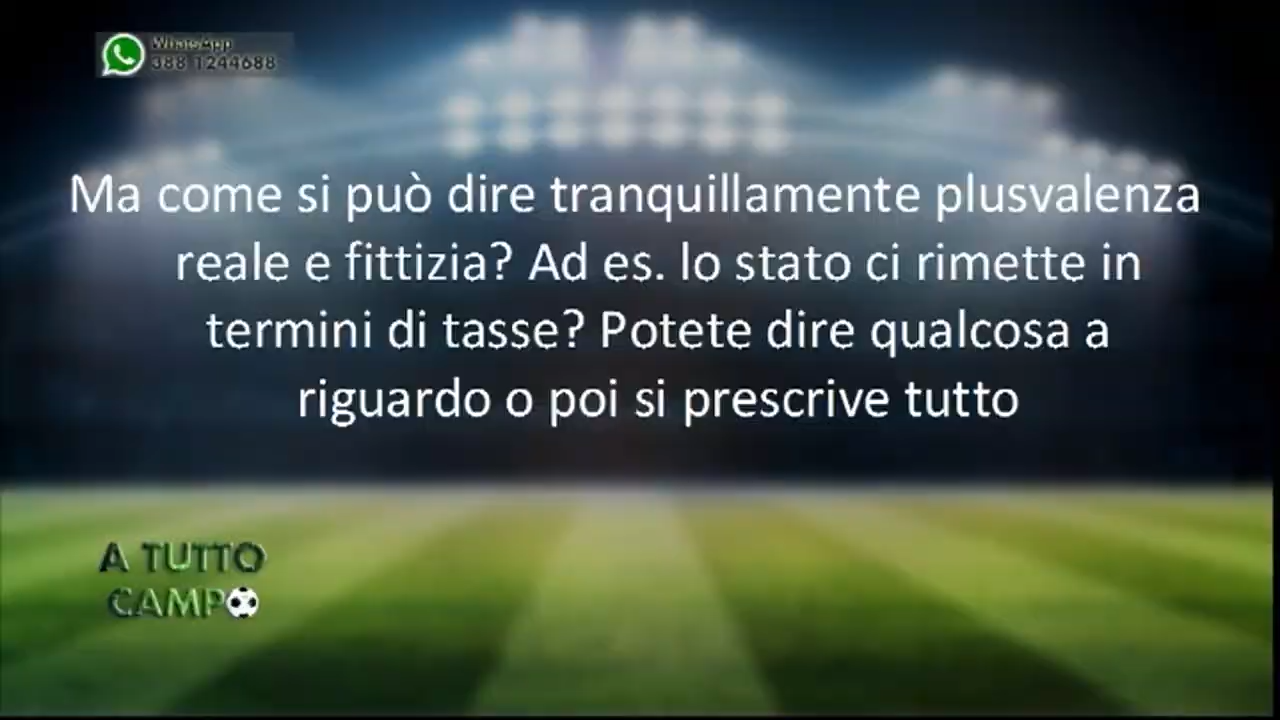 WhatsApp
388 1244688
Ma come si può dire tranquillamente plusvalenza
reale e fittizia? Ad es. lo stato ci rimette in
termini di tasse? Potete dire qualcosa a
riguardo o poi si prescrive tutto
A TUTTO
CAMPO